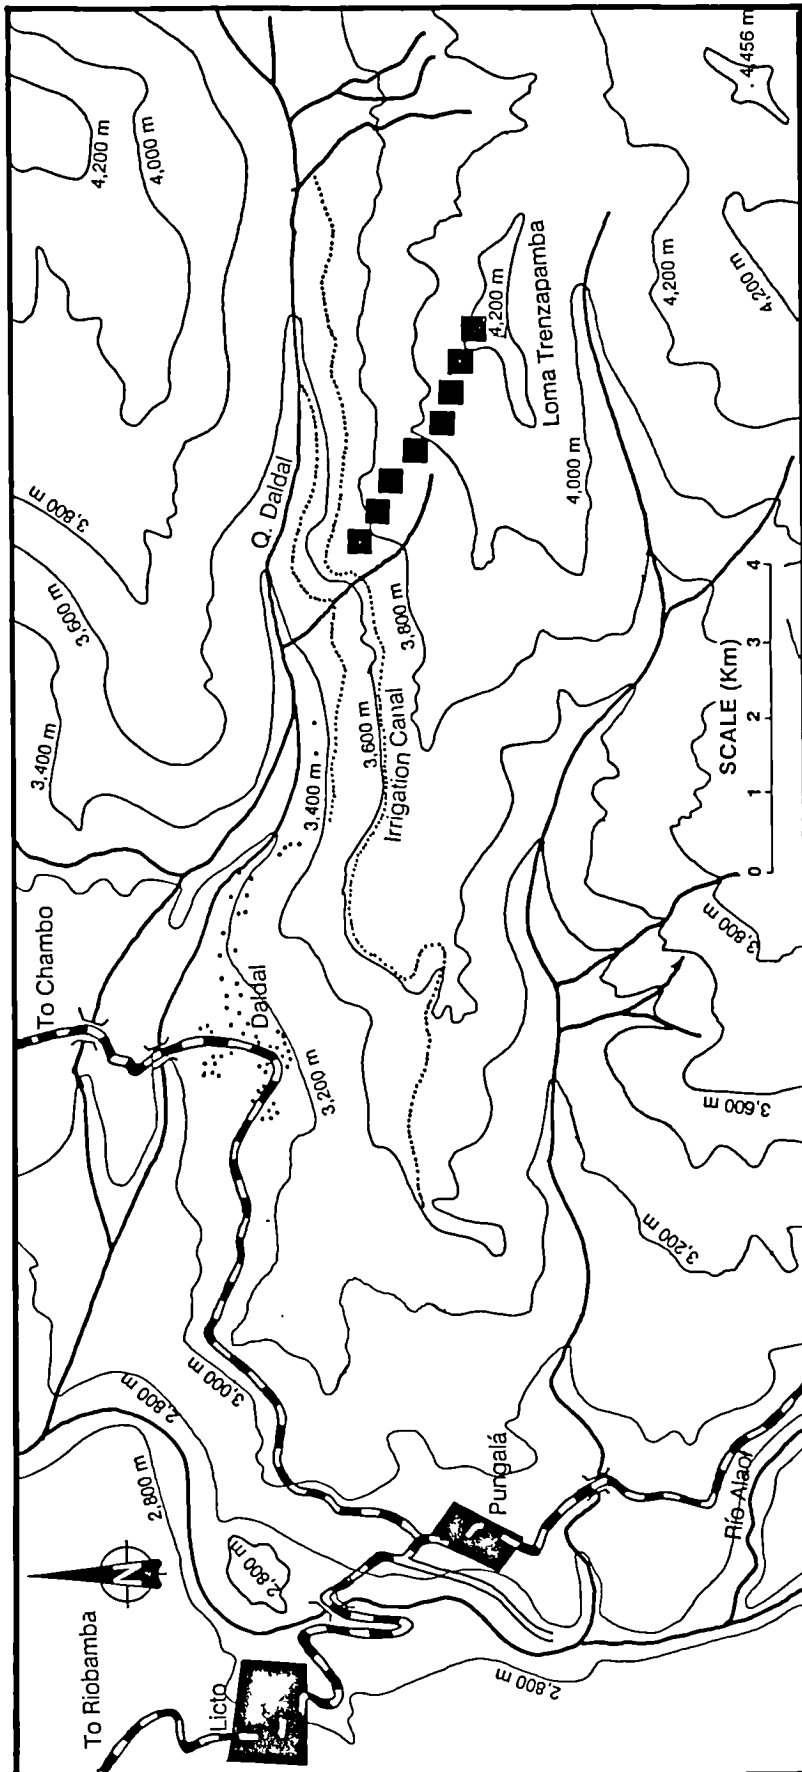 To Riobamba
Licto
N
2,800 m
2,800 m
2,800 m
2,800 m
3,000 m
Pungalá
Río Alao
To Chambo
Daldal
3,200 m
3,200 m
3,600 m
3,800 m
3,400 m
3,600 m
3,800 m
3,400 m
3,600 m
Irrigation Canal
3,800 m
Q. Daldal
4,200 m
4,000 m
4,200 m
Loma Trenzapamba
4,000 m
4,200 m
4,200 m
4,456 m
SCALE (Km)
0 1 2 3 4